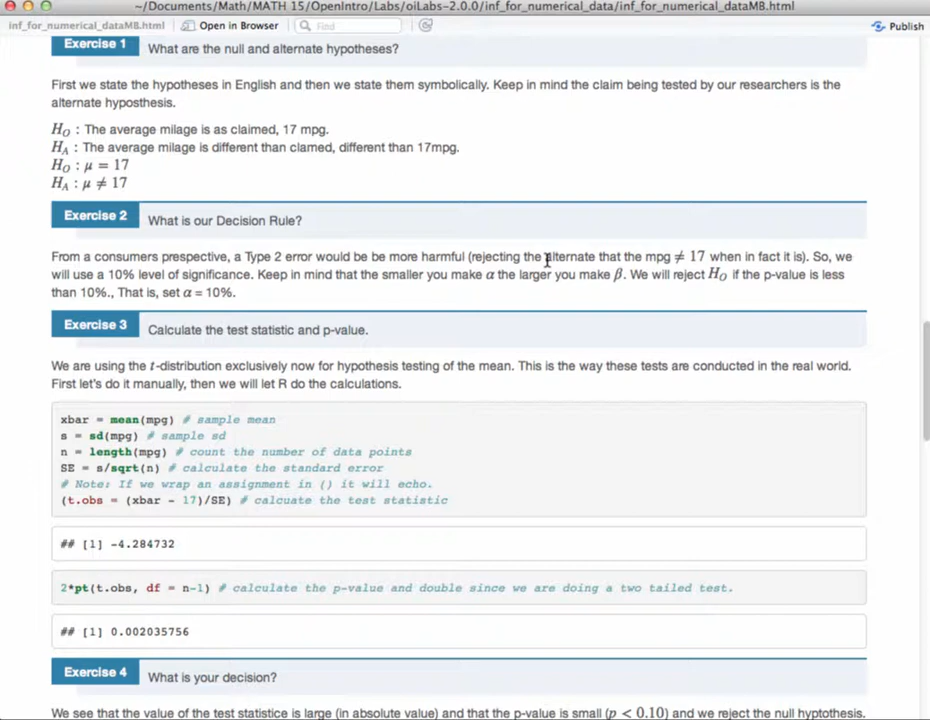 ~/Documents/Math/MATH 15/OpenIntro/Labs/oiLabs-2.0.0/inf_for_numerical_data/inf_for_numerical_dataMB.html
inf_for_numerical_dataMB.html Open in Browser Find Publish
Exercise 1 What are the null and alternate hypotheses?
First we state the hypotheses in English and then we state them symbolically. Keep in mind the claim being tested by our researchers is the
alternate hyposthesis.
H_O : The average milage is as claimed, 17 mpg.
H_A : The average milage is different than clamed, different than 17mpg.
H_O : μ = 17
H_A : μ ≠ 17
Exercise 2 What is our Decision Rule?
From a consumers prespective, a Type 2 error would be be more harmful (rejecting the alternate that the mpg ≠ 17 when in fact it is). So, we
will use a 10% level of significance. Keep in mind that the smaller you make α the larger you make β. We will reject H_O if the p-value is less
than 10%., That is, set α = 10%.
Exercise 3 Calculate the test statistic and p-value.
We are using the t-distribution exclusively now for hypothesis testing of the mean. This is the way these tests are conducted in the real world.
First let's do it manually, then we will let R do the calculations.
xbar = mean(mpg) # sample mean
s = sd(mpg) # sample sd
n = length(mpg) # count the number of data points
SE = s/sqrt(n) # calculate the standard error
# Note: If we wrap an assignment in () it will echo.
(t.obs = (xbar - 17)/SE) # calcuate the test statistic
## [1] -4.284732
2*pt(t.obs, df = n-1) # calculate the p-value and double since we are doing a two tailed test.
## [1] 0.002035756
Exercise 4 What is your decision?
We see that the value of the test statistice is large (in absolute value) and that the p-value is small (p < 0.10) and we reject the null hyptothesis.